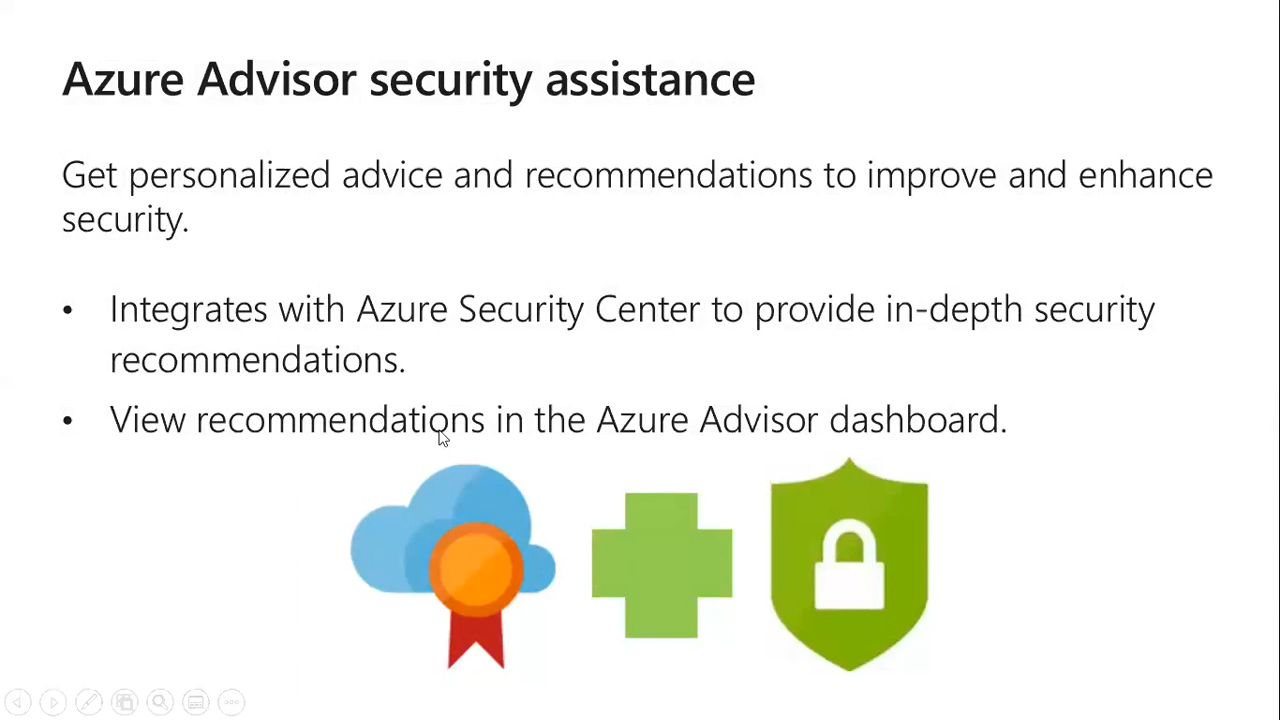 Azure Advisor security assistance
Get personalized advice and recommendations to improve and enhance
security.
• Integrates with Azure Security Center to provide in-depth security
recommendations.
• View recommendations in the Azure Advisor dashboard.